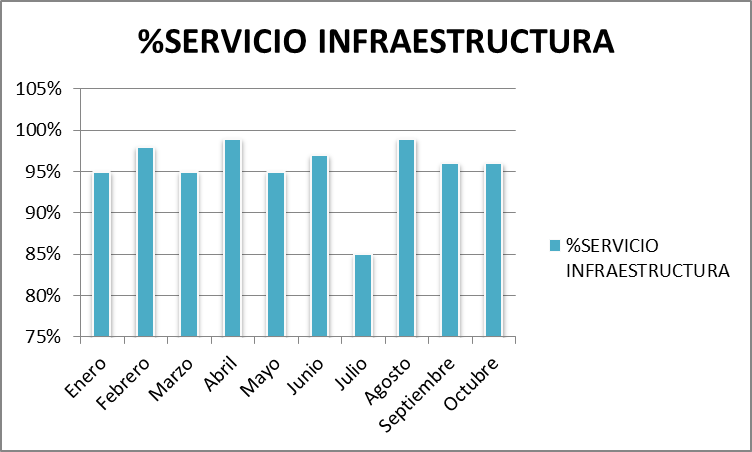 %SERVICIO INFRAESTRUCTURA
105%
100%
95%
90%
85%
80%
75%
Enero
Febrero
Marzo
Abril
Mayo
Junio
Julio
Agosto
Septiembre
Octubre
%SERVICIO
INFRAESTRUCTURA